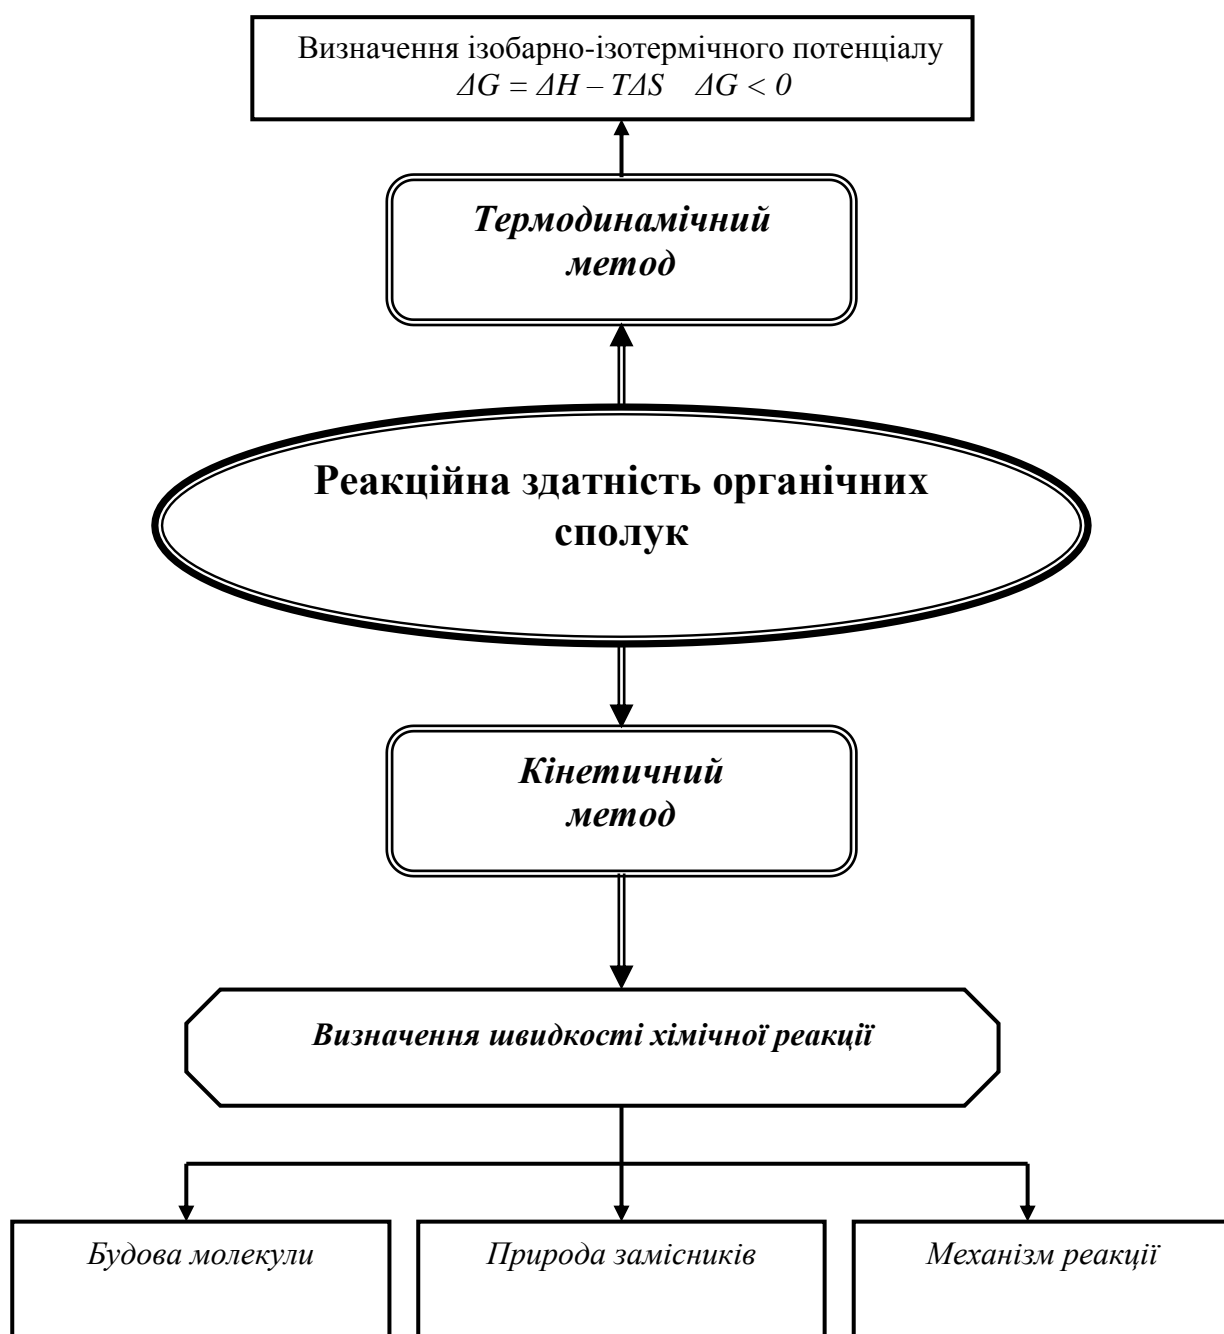 Визначення ізобарно-ізотермічного потенціалу
ΔG = ΔH – TΔS ΔG < 0
Термодинамічний
метод
Реакційна здатність органічних
сполук
Кінетичний
метод
Визначення швидкості хімічної реакції
Будова молекули
Природа замісників
Механізм реакції